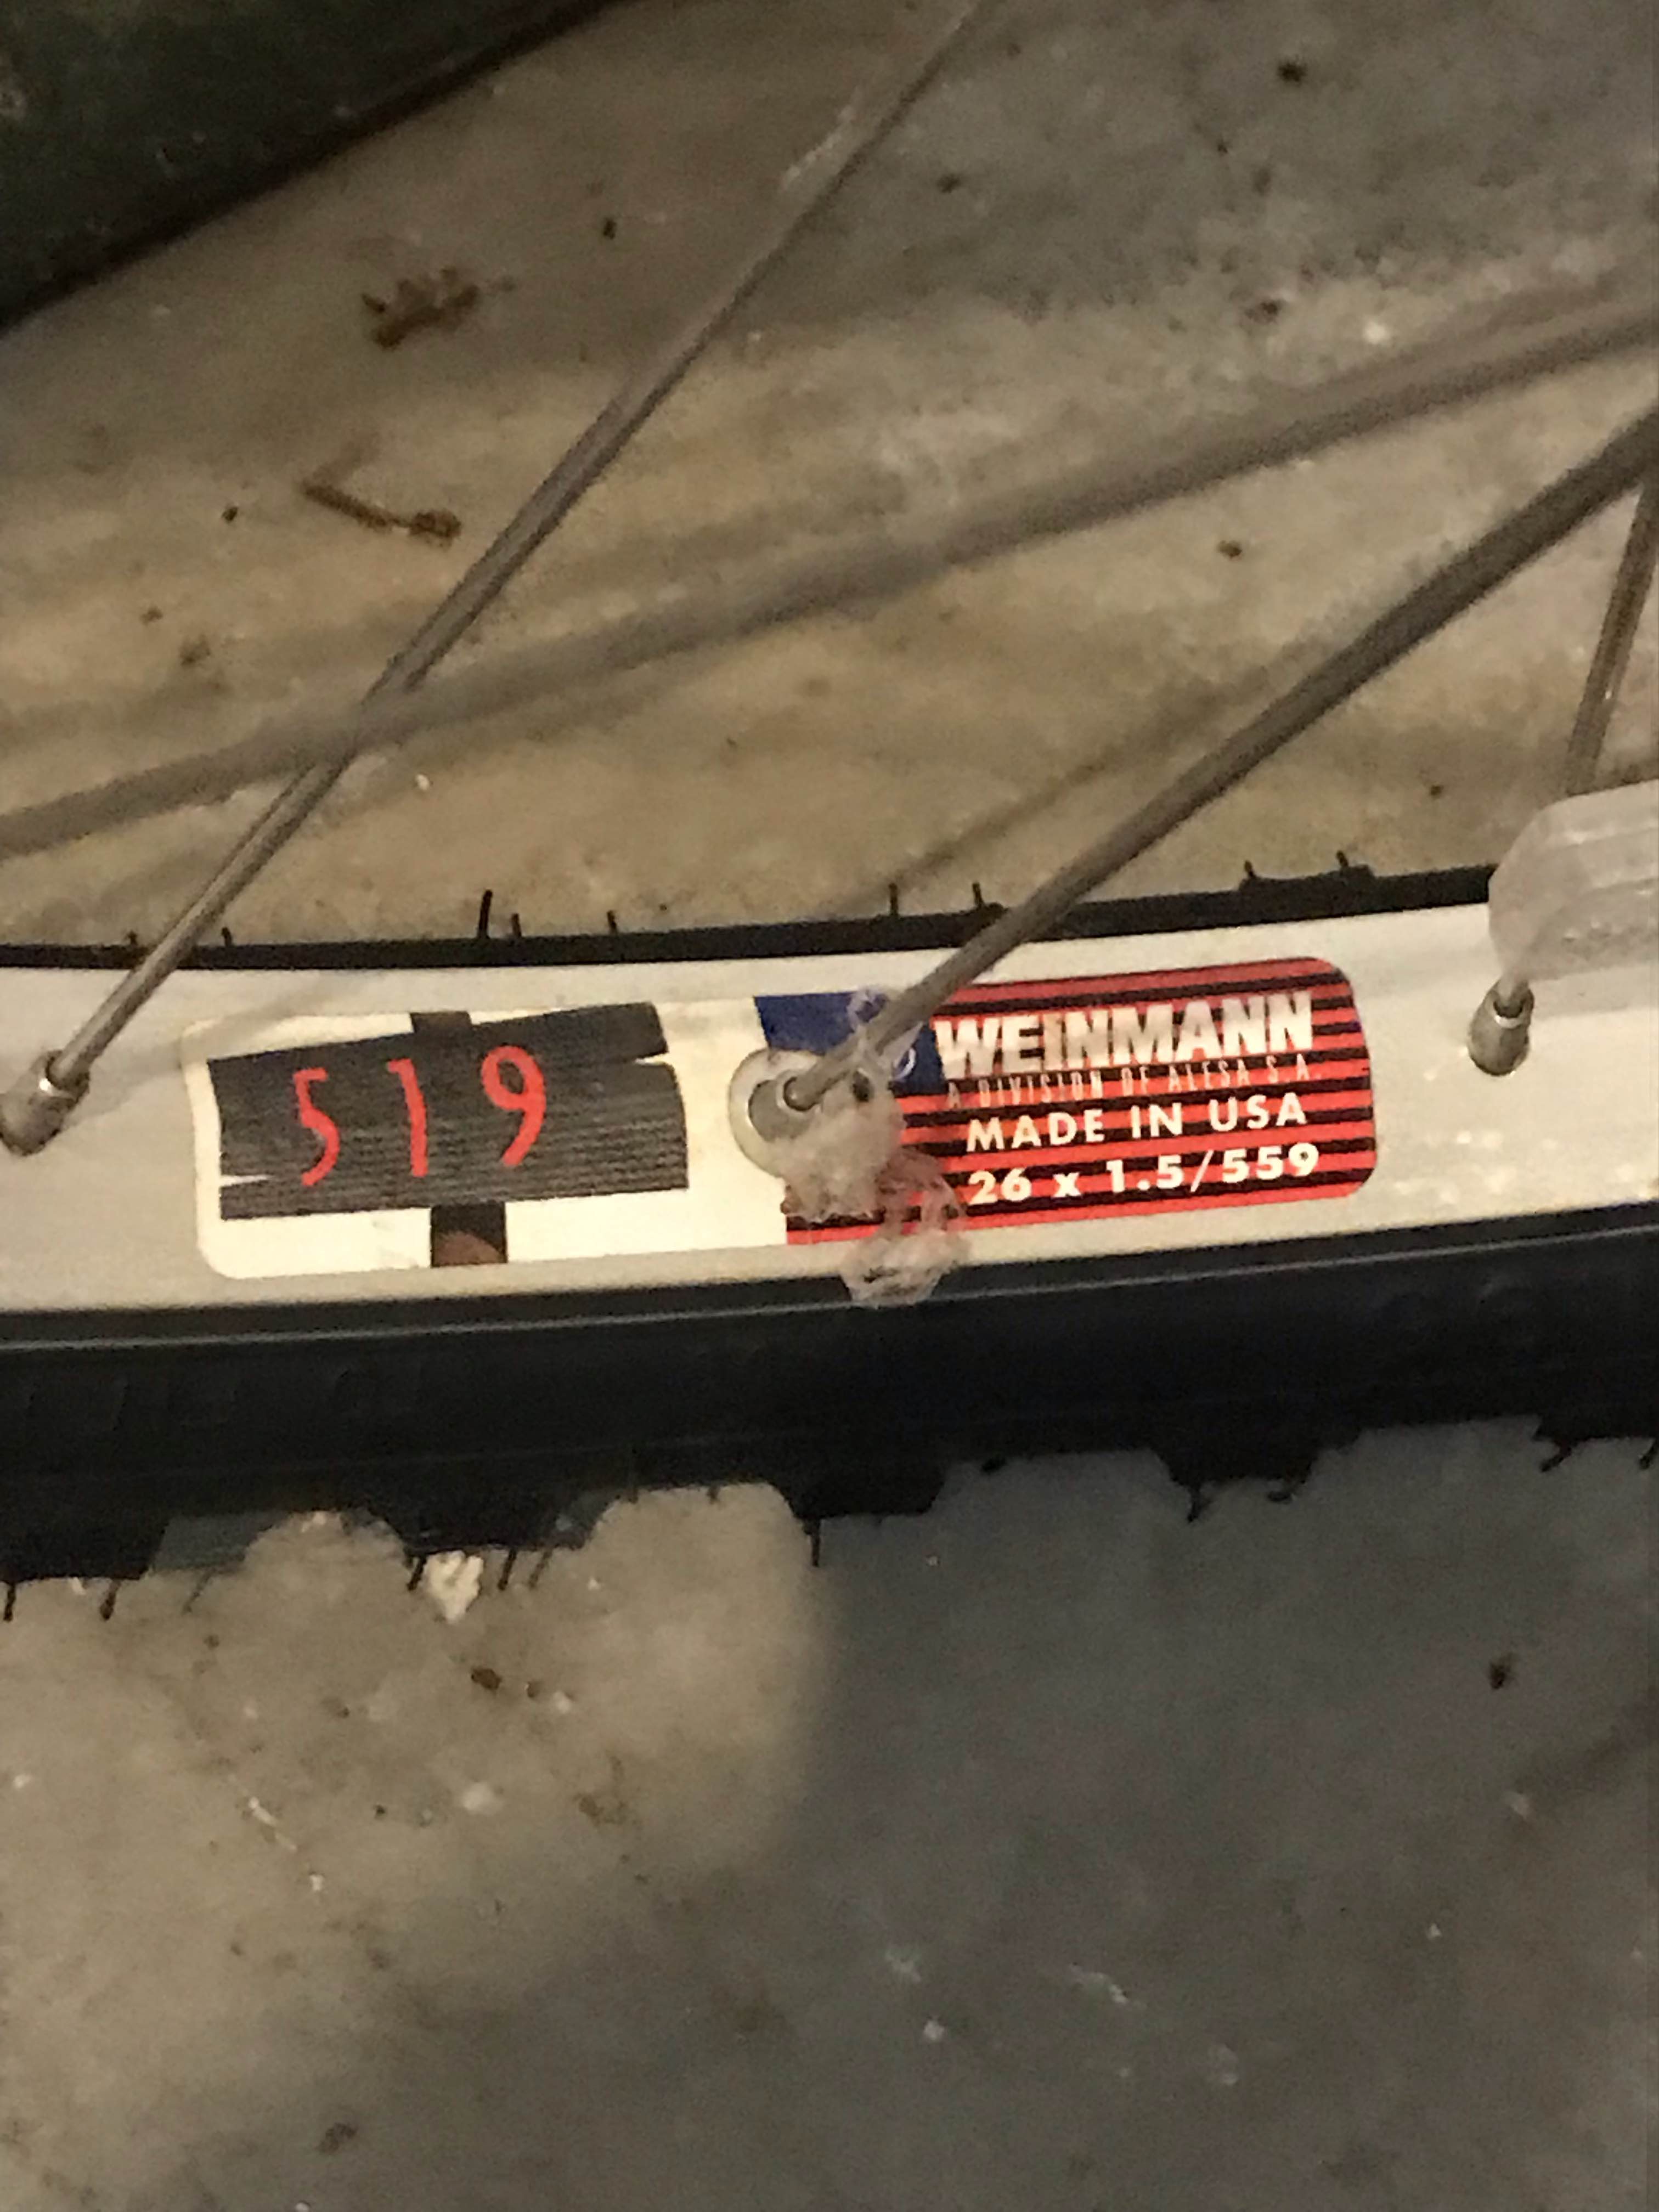 519
WEINMANN
A DIVISION OF ALESA S.A.
MADE IN USA
26 x 1.5/559